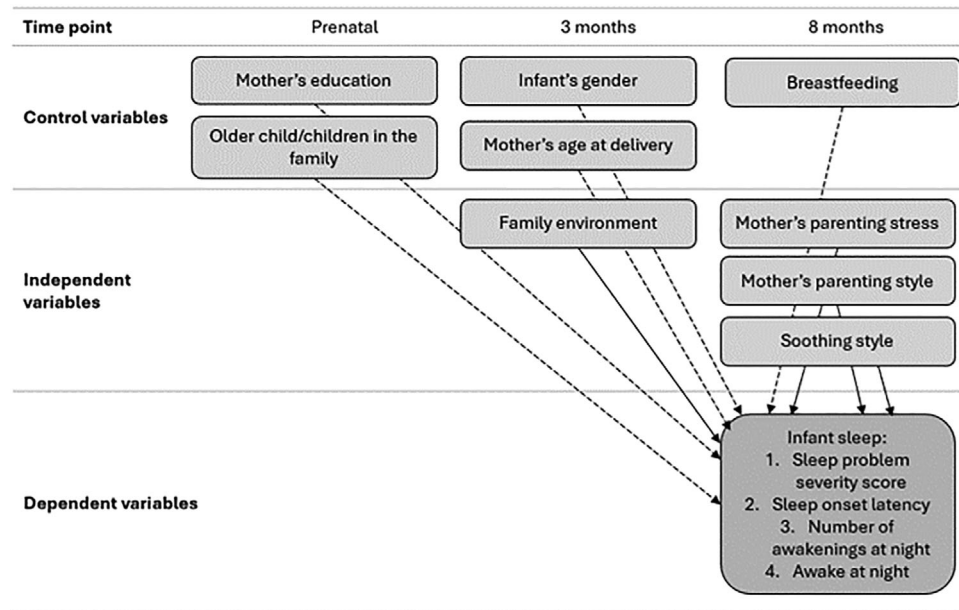 Time point
Prenatal
3 months
8 months
Control variables
Mother's education
Infant's gender
Breastfeeding
Older child/children in the
family
Mother's age at delivery
Independent
variables
Family environment
Mother's parenting stress
Mother's parenting style
Soothing style
Dependent variables
Infant sleep:
1. Sleep problem
severity score
2. Sleep onset latency
3. Number of
awakenings at night
4. Awake at night